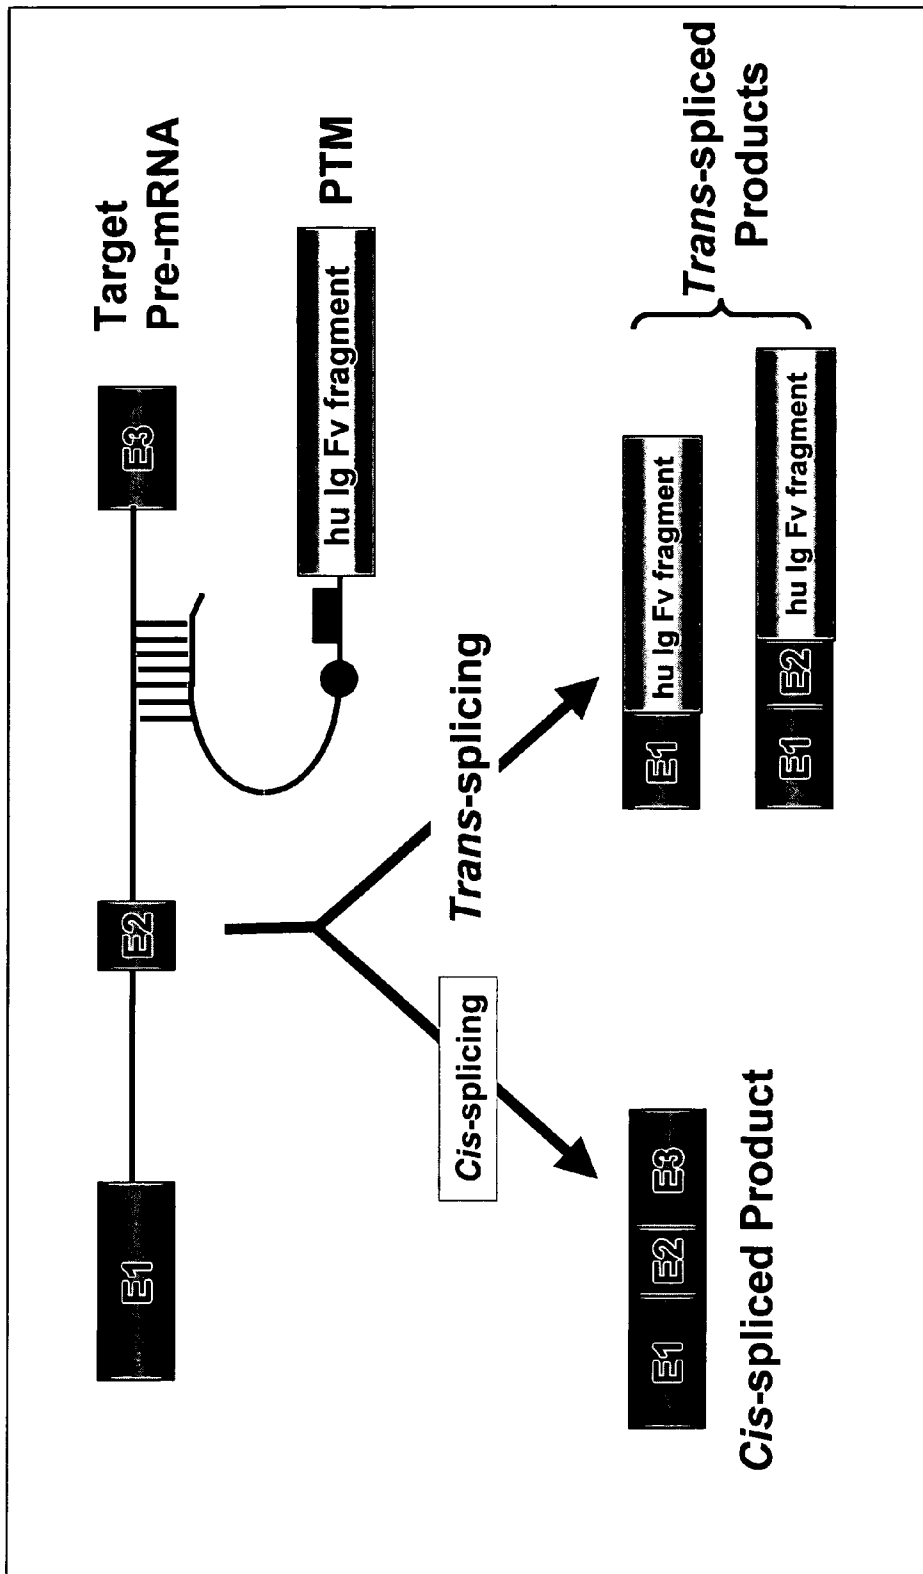 Target
Pre-mRNA
E1
E2
E3
PTM
hu Ig Fv fragment
Cis-splicing
Trans-splicing
E1 E2 E3
Cis-spliced Product
E1 hu Ig Fv fragment
E1 E2 hu Ig Fv fragment
Trans-spliced
Products